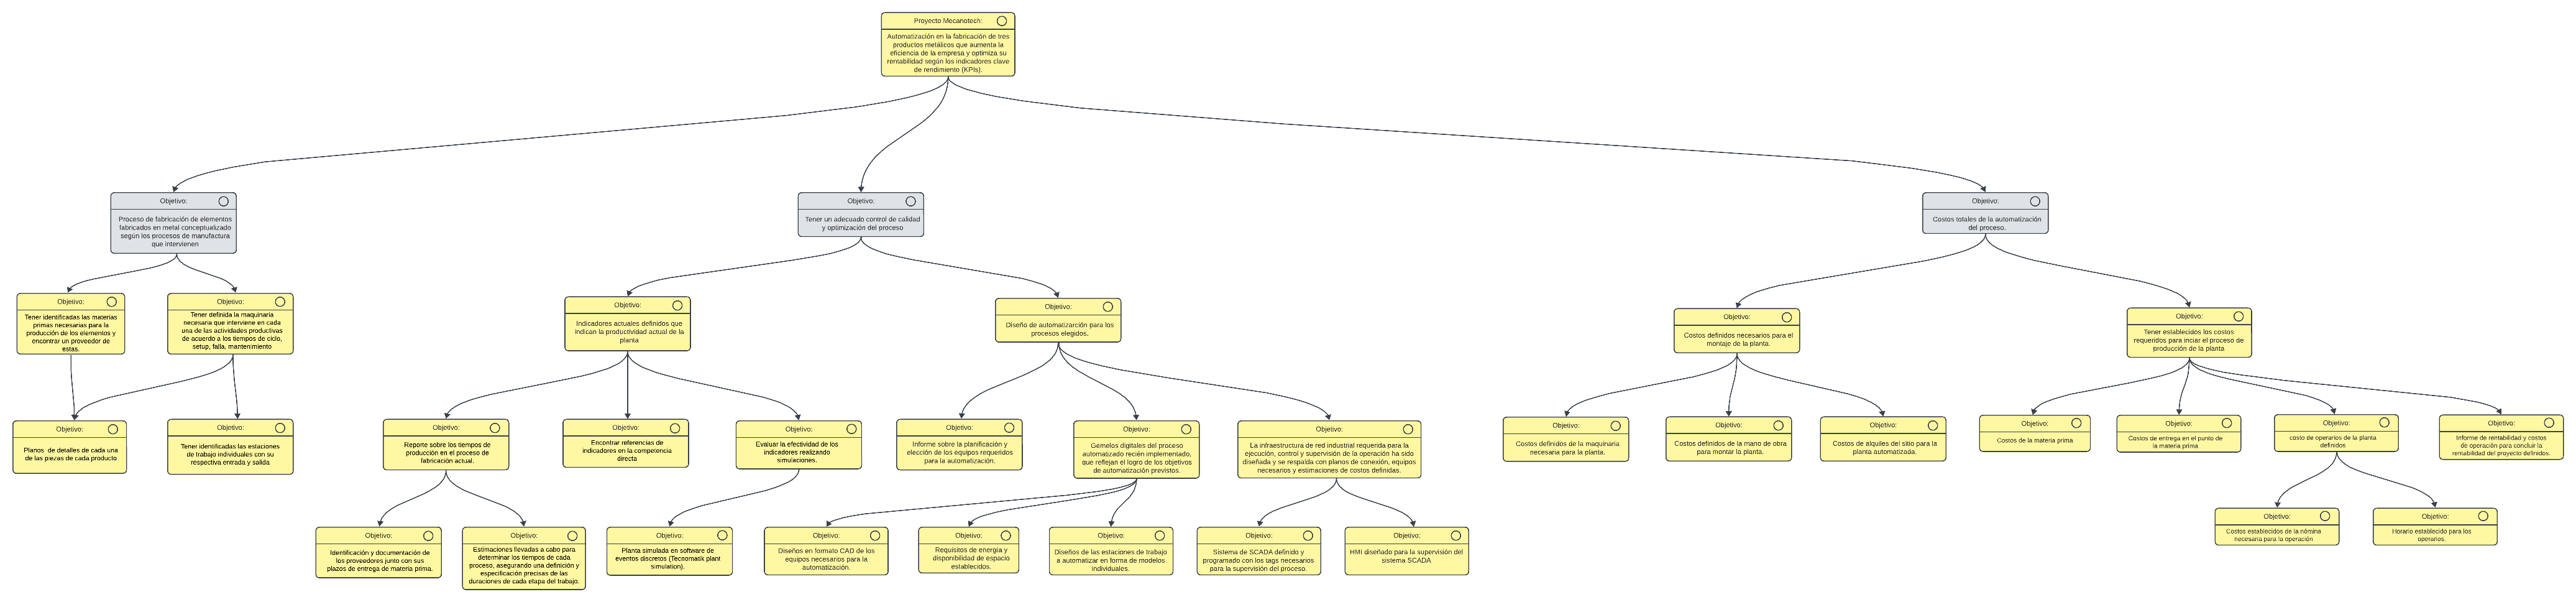 Proyecto Mecanotech:
Automatización en la fabricación de tres
productos metálicos que aumenta la
eficiencia de la empresa y optimiza su
rentabilidad según los indicadores clave
de rendimiento (KPIs).
Objetivo:
Proceso de fabricación de elementos
fabricados en metal conceptualizado
según los procesos de manufactura
que intervienen
Objetivo:
Tener un adecuado control de calidad
y optimización del proceso
Objetivo:
Costos totales de la automatización
del proceso.
Objetivo:
Tener identificadas las materias
primas necesarias para la
producción de los elementos y
encontrar un proveedor de
estas.
Objetivo:
Tener definida la maquinaria
necesaria que interviene en cada
una de las actividades productivas
de acuerdo a los tiempos de ciclo,
setup, falla, mantenimiento
Objetivo:
Indicadores actuales definidos que
indican la productividad actual de la
planta
Objetivo:
Diseño de automatizarción para los
procesos elegidos.
Objetivo:
Costos definidos necesarios para el
montaje de la planta.
Objetivo:
Tener establecidos los costos
requeridos para inciar el proceso de
producción de la planta
Objetivo:
Planos de detalles de cada una
de las piezas de cada producto
Objetivo:
Tener identificadas las estaciones
de trabajo individuales con su
respectiva entrada y salida
Objetivo:
Reporte sobre los tiempos de
producción en el proceso de
fabricación actual.
Objetivo:
Encontrar referencias de
indicadores en la competencia
directa
Objetivo:
Evaluar la efectividad de los
indicadores realizando
simulaciones.
Objetivo:
Informe sobre la planificación y
elección de los equipos requeridos
para la automatización.
Objetivo:
Gemelos digitales del proceso
automatizado recién implementado,
que reflejan el logro de los objetivos
de automatización previstos.
Objetivo:
La infraestructura de red industrial requerida para la
ejecución, control y supervisión de la operación ha sido
diseñada y se respalda con planos de conexión, equipos
necesarios y estimaciones de costos definidas.
Objetivo:
Costos definidos de la maquinaria
necesaria para la planta.
Objetivo:
Costos definidos de la mano de obra
para montar la planta.
Objetivo:
Costos de alquiles del sitio para la
planta automatizada.
Objetivo:
Costos de la materia prima
Objetivo:
Costos de entrega en el punto de
la materia prima
Objetivo:
costo de operarios de la planta
definidos
Objetivo:
Informe de rentabilidad y costos
de operación para concluir la
rentabilidad del proyecto definidos.
Objetivo:
Identificación y documentación de
los proveedores junto con sus
plazos de entrega de materia prima.
Objetivo:
Estimaciones llevadas a cabo para
determinar los tiempos de cada
proceso, asegurando una definición y
especificación precisas de las
duraciones de cada etapa del trabajo.
Objetivo:
Planta simulada en software de
eventos discretos (Tecnomatik plant
simulation).
Objetivo:
Diseños en formato CAD de los
equipos necesarios para la
automatización.
Objetivo:
Requisitos de energía y
disponibilidad de espacio
establecidos.
Objetivo:
Diseños de las estaciones de trabajo
a automatizar en forma de modelos
individuales.
Objetivo:
Sistema de SCADA definido y
programado con los tags necesarios
para la supervisión del proceso.
Objetivo:
HMI diseñado para la supervisión del
sistema SCADA
Objetivo:
Costos establecidos de la nómina
necesaria para la operación
Objetivo:
Horario establecido para los
operarios.